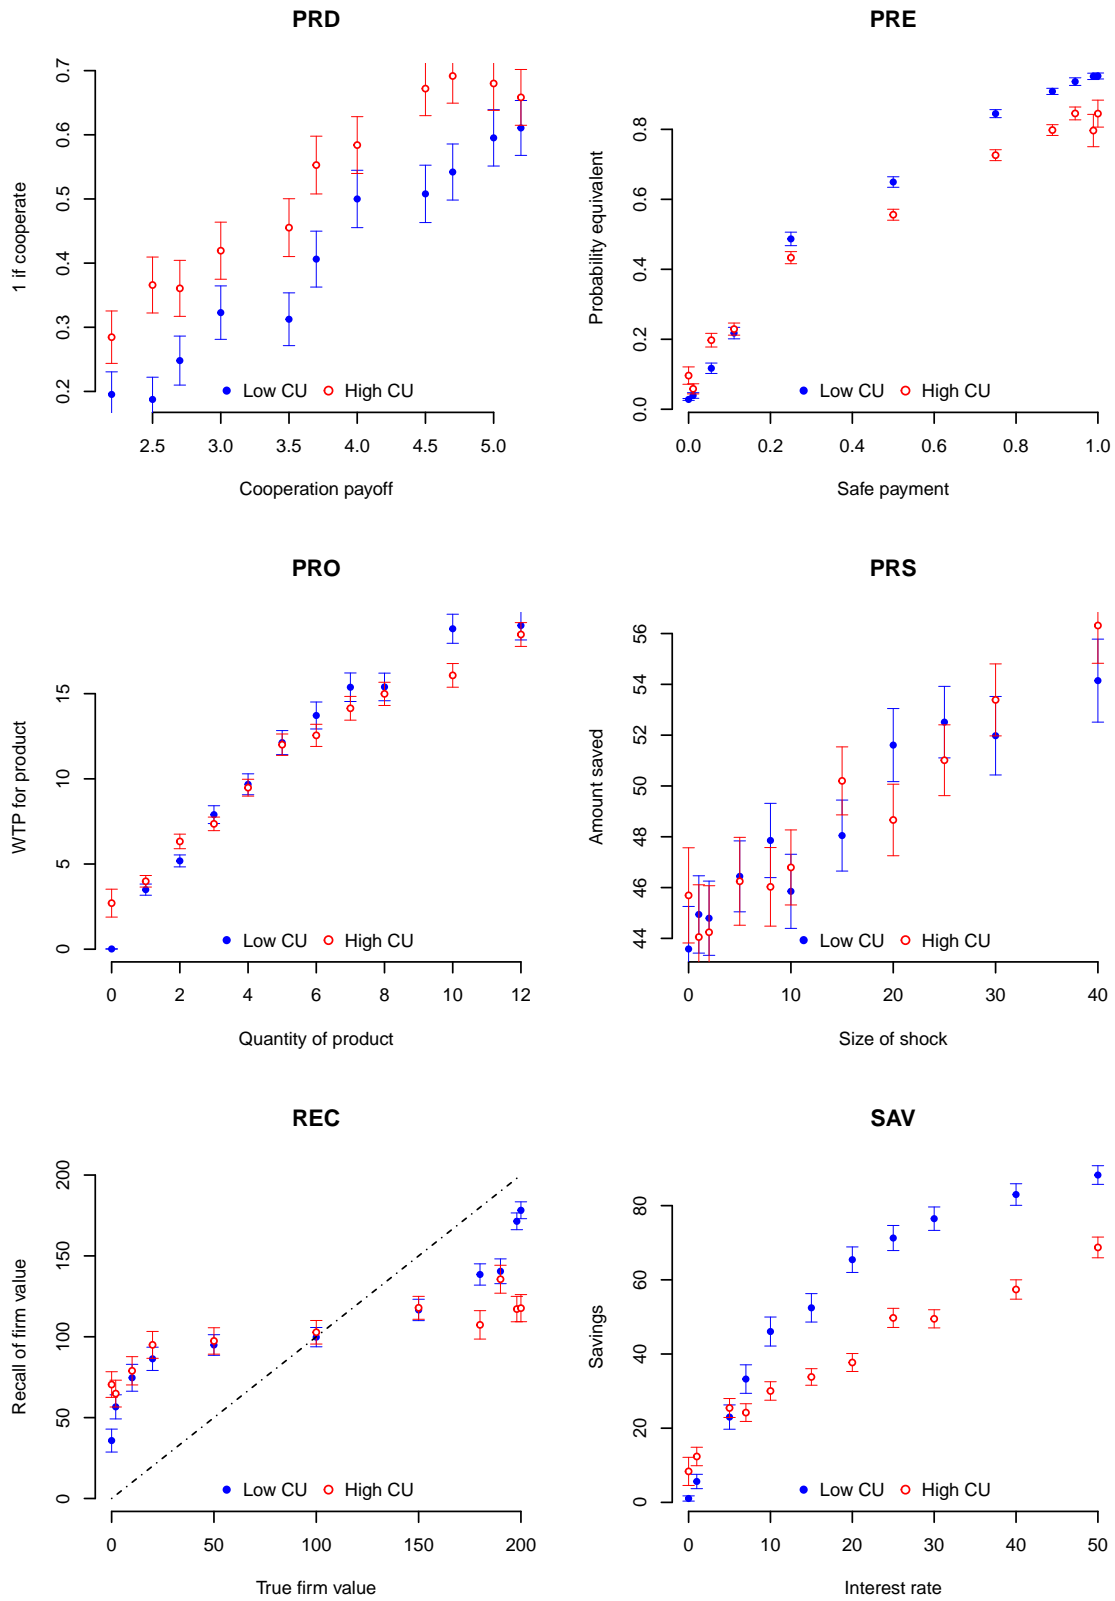 PRD
1 if cooperate
0.7
0.6
0.5
0.4
0.3
0.2
Low CU High CU
2.5 3.0 3.5 4.0 4.5 5.0
Cooperation payoff
PRE
Probability equivalent
0.8
0.6
0.4
0.2
0.0
Low CU High CU
0.0 0.2 0.4 0.6 0.8 1.0
Safe payment
PRO
WTP for product
15
10
5
0
Low CU High CU
0 2 4 6 8 10 12
Quantity of product
PRS
Amount saved
56
54
52
50
48
46
44
Low CU High CU
0 10 20 30 40
Size of shock
REC
Recall of firm value
200
150
100
50
0
Low CU High CU
0 50 100 150 200
True firm value
SAV
Savings
80
60
40
20
0
Low CU High CU
0 10 20 30 40 50
Interest rate